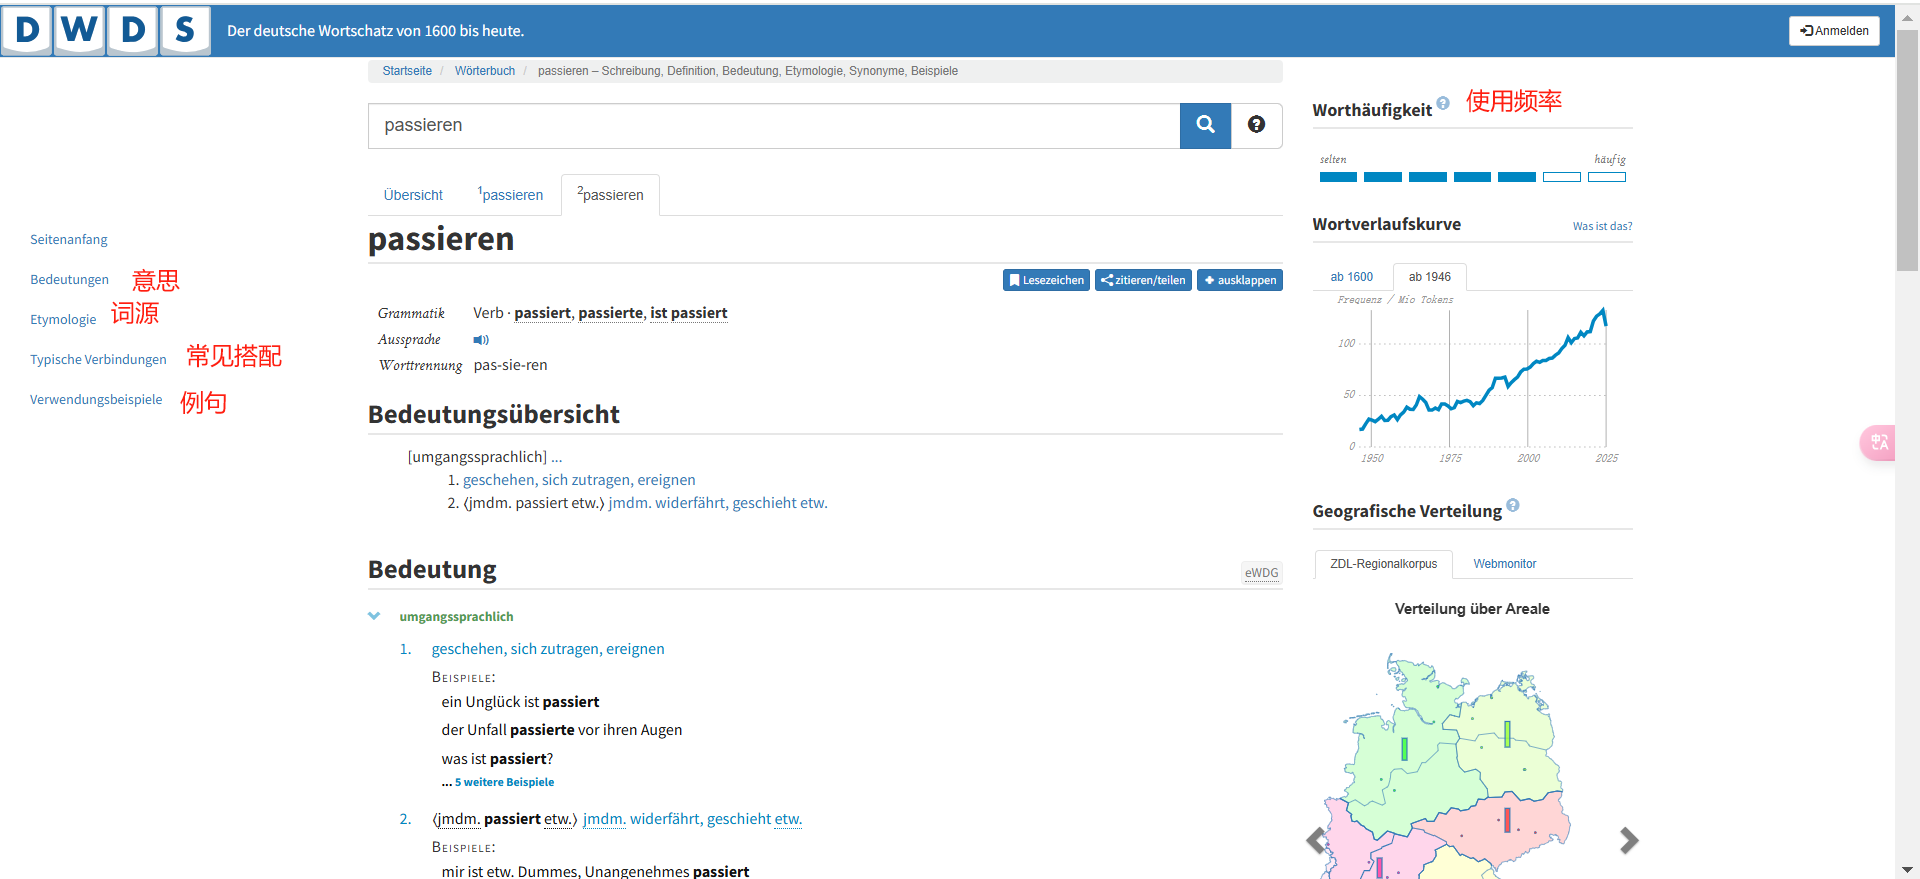 D W D S
Der deutsche Wortschatz von 1600 bis heute.
Anmelden
Startseite / Wörterbuch / passieren – Schreibung, Definition, Bedeutung, Etymologie, Synonyme, Beispiele
passieren
Übersicht
¹passieren
²passieren
Seitenanfang
Bedeutungen 意思
Etymologie 词源
Typische Verbindungen 常见搭配
Verwendungsbeispiele 例句
passieren
Lesezeichen
zitieren/teilen
ausklappen
Grammatik Verb · passiert, passierte, ist passiert
Aussprache
Worttrennung pas-sie-ren
Bedeutungsübersicht
[umgangssprachlich] ...
1. geschehen, sich zutragen, ereignen
2. ⟨jmdm. passiert etw.⟩ jmdm. widerfährt, geschieht etw.
Bedeutung
eWDG
umgangssprachlich
1. geschehen, sich zutragen, ereignen
Beispiele:
ein Unglück ist passiert
der Unfall passierte vor ihren Augen
was ist passiert?
... 5 weitere Beispiele
2. ⟨jmdm. passiert etw.⟩ jmdm. widerfährt, geschieht etw.
Beispiele:
mir ist etw. Dummes, Unangenehmes passiert
Worthäufigkeit 使用频率
selten häufig
Wortverlaufskurve Was ist das?
ab 1600 ab 1946
Frequenz / Mio Tokens
100
50
0
1950 1975 2000 2025
Geografische Verteilung
ZDL-Regionalkorpus Webmonitor
Verteilung über Areale
中A